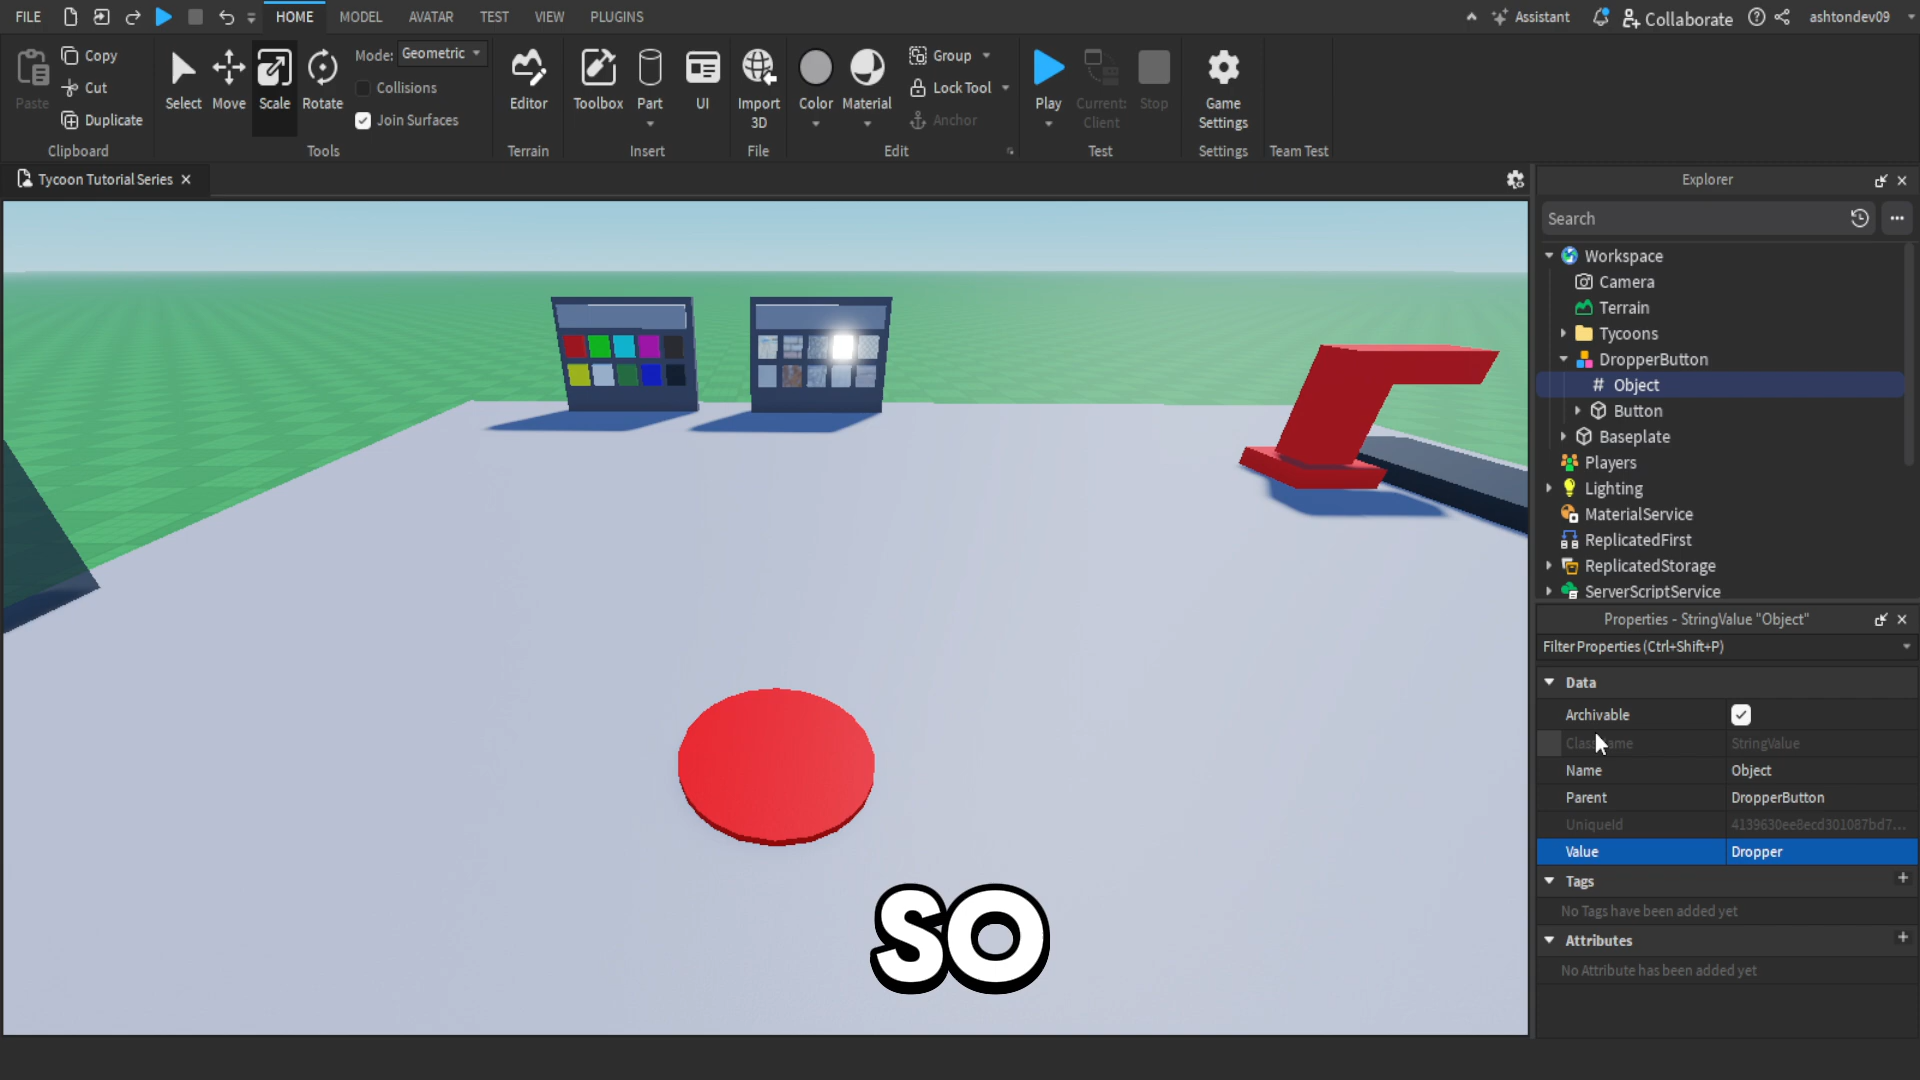 FILE
HOME
MODEL
AVATAR
TEST
VIEW
PLUGINS
Assistant
Collaborate
ashtondev09
Paste
Copy
Cut
Duplicate
Clipboard
Select
Move
Scale
Rotate
Mode: Geometric
Collisions
Join Surfaces
Tools
Editor
Terrain
Toolbox
Part
UI
Insert
Import
3D
File
Color
Material
Group
Lock Tool
Anchor
Edit
Play
Current:
Client
Stop
Test
Game
Settings
Settings
Team Test
Tycoon Tutorial Series
Explorer
Search
Workspace
Camera
Terrain
Tycoons
DropperButton
# Object
Button
Baseplate
Players
Lighting
MaterialService
ReplicatedFirst
ReplicatedStorage
ServerScriptService
Properties - StringValue "Object"
Filter Properties (Ctrl+Shift+P)
Data
Archivable
StringValue
Name Object
Parent DropperButton
UniqueId 4139630ee8ecd301087bd7...
Value Dropper
Tags
No Tags have been added yet
Attributes
No Attribute has been added yet
SO